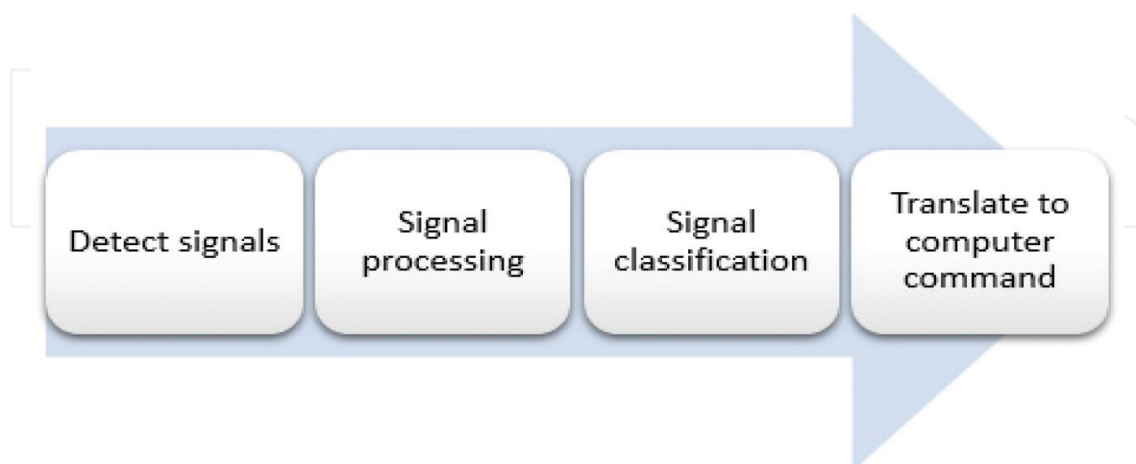 Detect signals
Signal
processing
Signal
classification
Translate to
computer
command